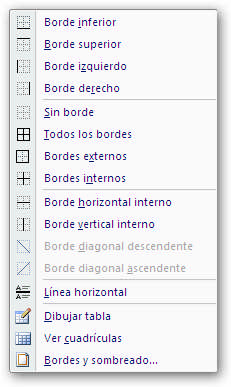 Borde inferior
Borde superior
Borde izquierdo
Borde derecho
Sin borde
Todos los bordes
Bordes externos
Bordes internos
Borde horizontal interno
Borde vertical interno
Borde diagonal descendente
Borde diagonal ascendente
Línea horizontal
Dibujar tabla
Ver cuadrículas
Bordes y sombreado...